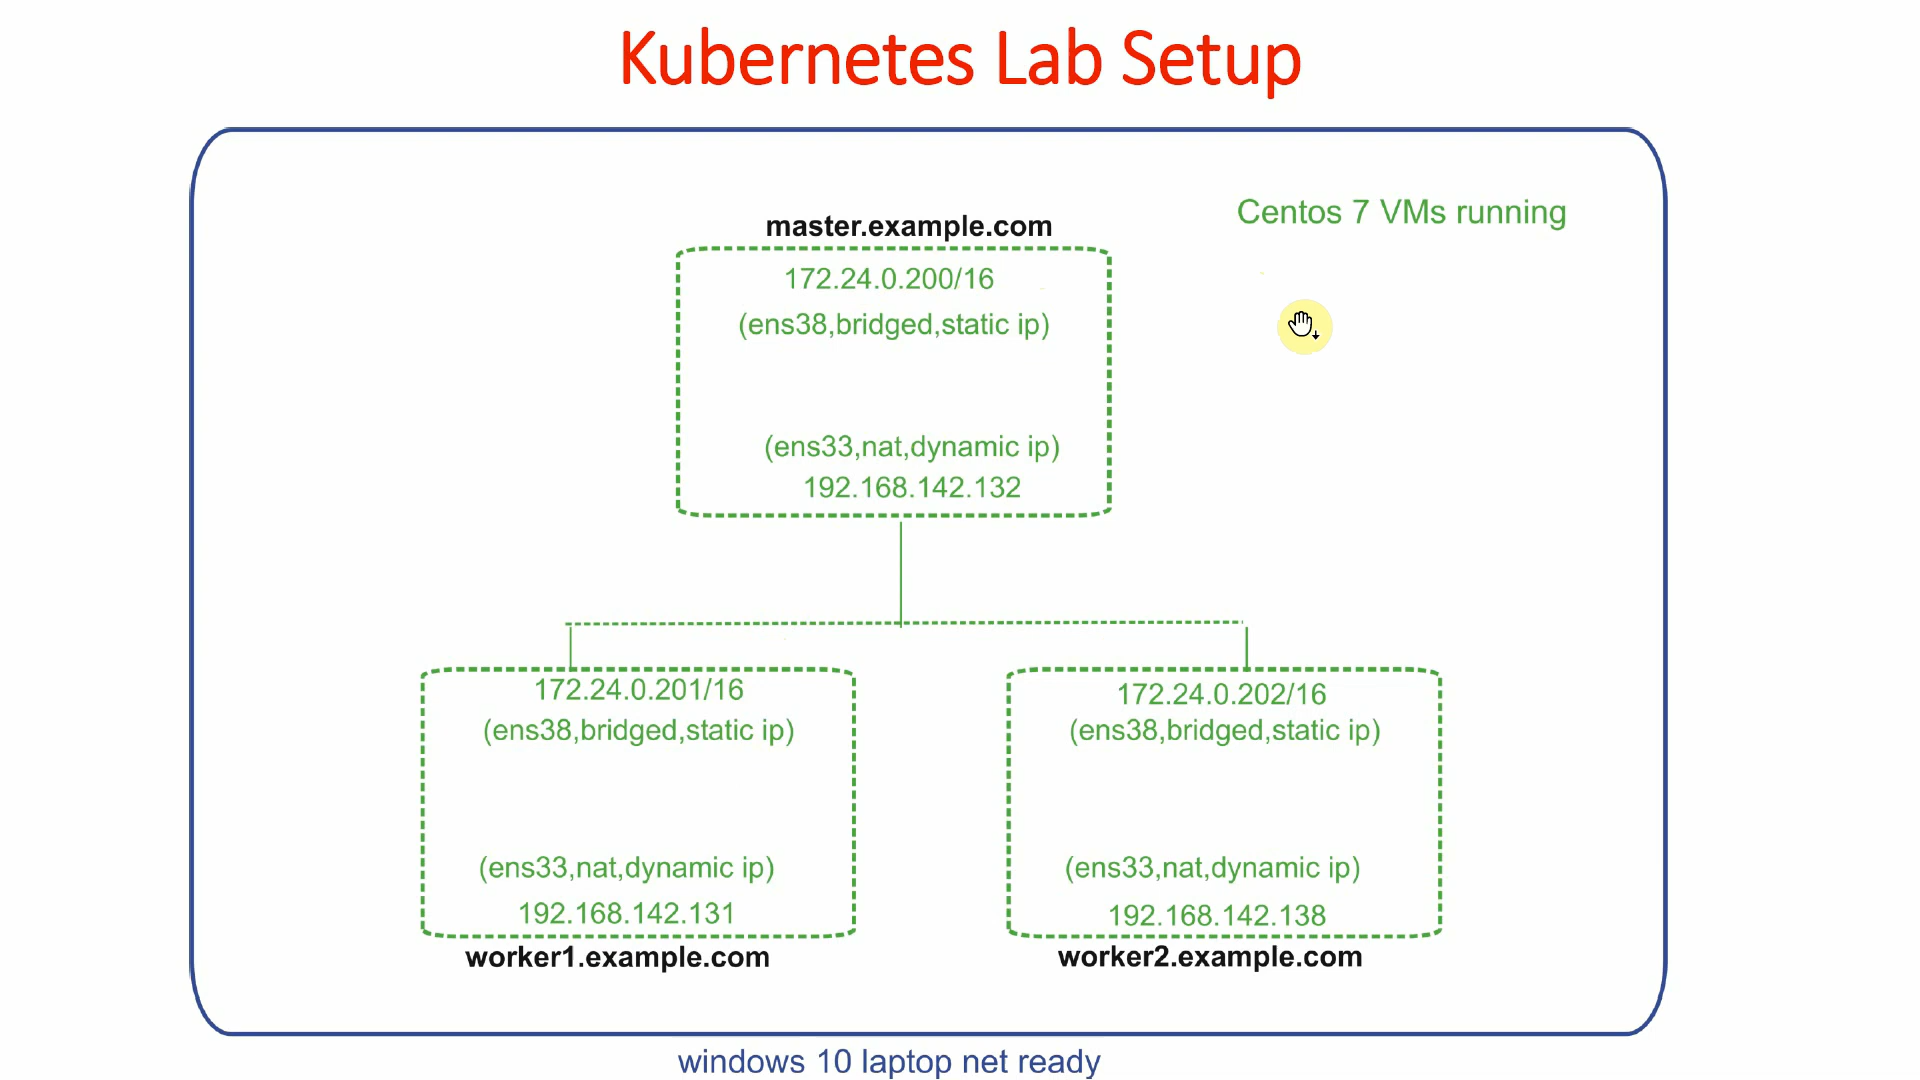 Kubernetes Lab Setup
Centos 7 VMs running
master.example.com
172.24.0.200/16
(ens38,bridged,static ip)
(ens33,nat,dynamic ip)
192.168.142.132
172.24.0.201/16
(ens38,bridged,static ip)
(ens33,nat,dynamic ip)
192.168.142.131
worker1.example.com
172.24.0.202/16
(ens38,bridged,static ip)
(ens33,nat,dynamic ip)
192.168.142.138
worker2.example.com
windows 10 laptop net ready